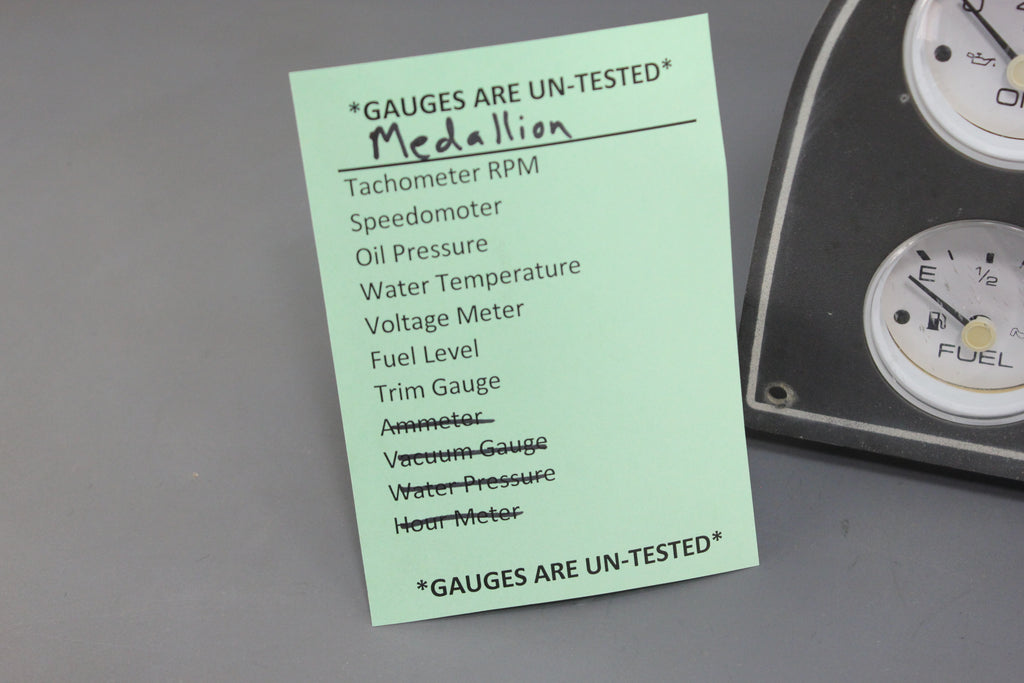 *GAUGES ARE UN-TESTED*
Medallion
Tachometer RPM
Speedomoter
Oil Pressure
Water Temperature
Voltage Meter
Fuel Level
Trim Gauge
Ammeter
Vacuum Gauge
Water Pressure
Hour Meter
*GAUGES ARE UN-TESTED*
E 1/2
FUEL